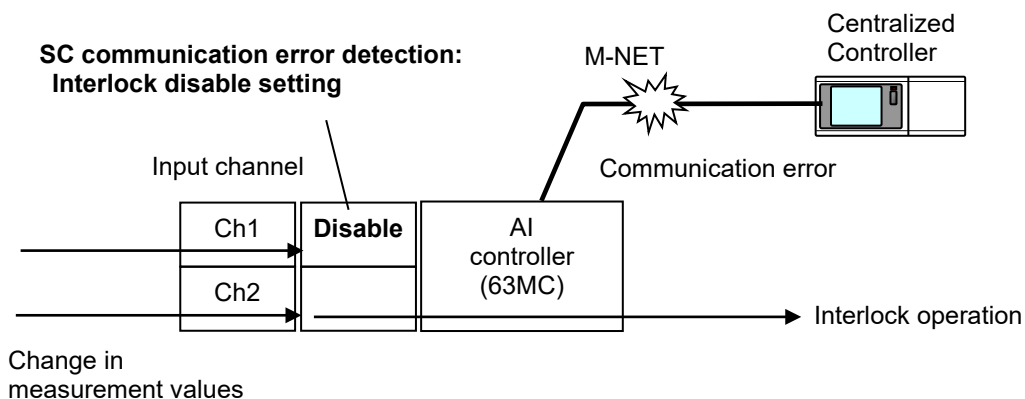 Centralized
Controller
SC communication error detection:
Interlock disable setting
M-NET
Input channel
Communication error
Ch1
Disable
AI
controller
(63MC)
Ch2
Interlock operation
Change in
measurement values